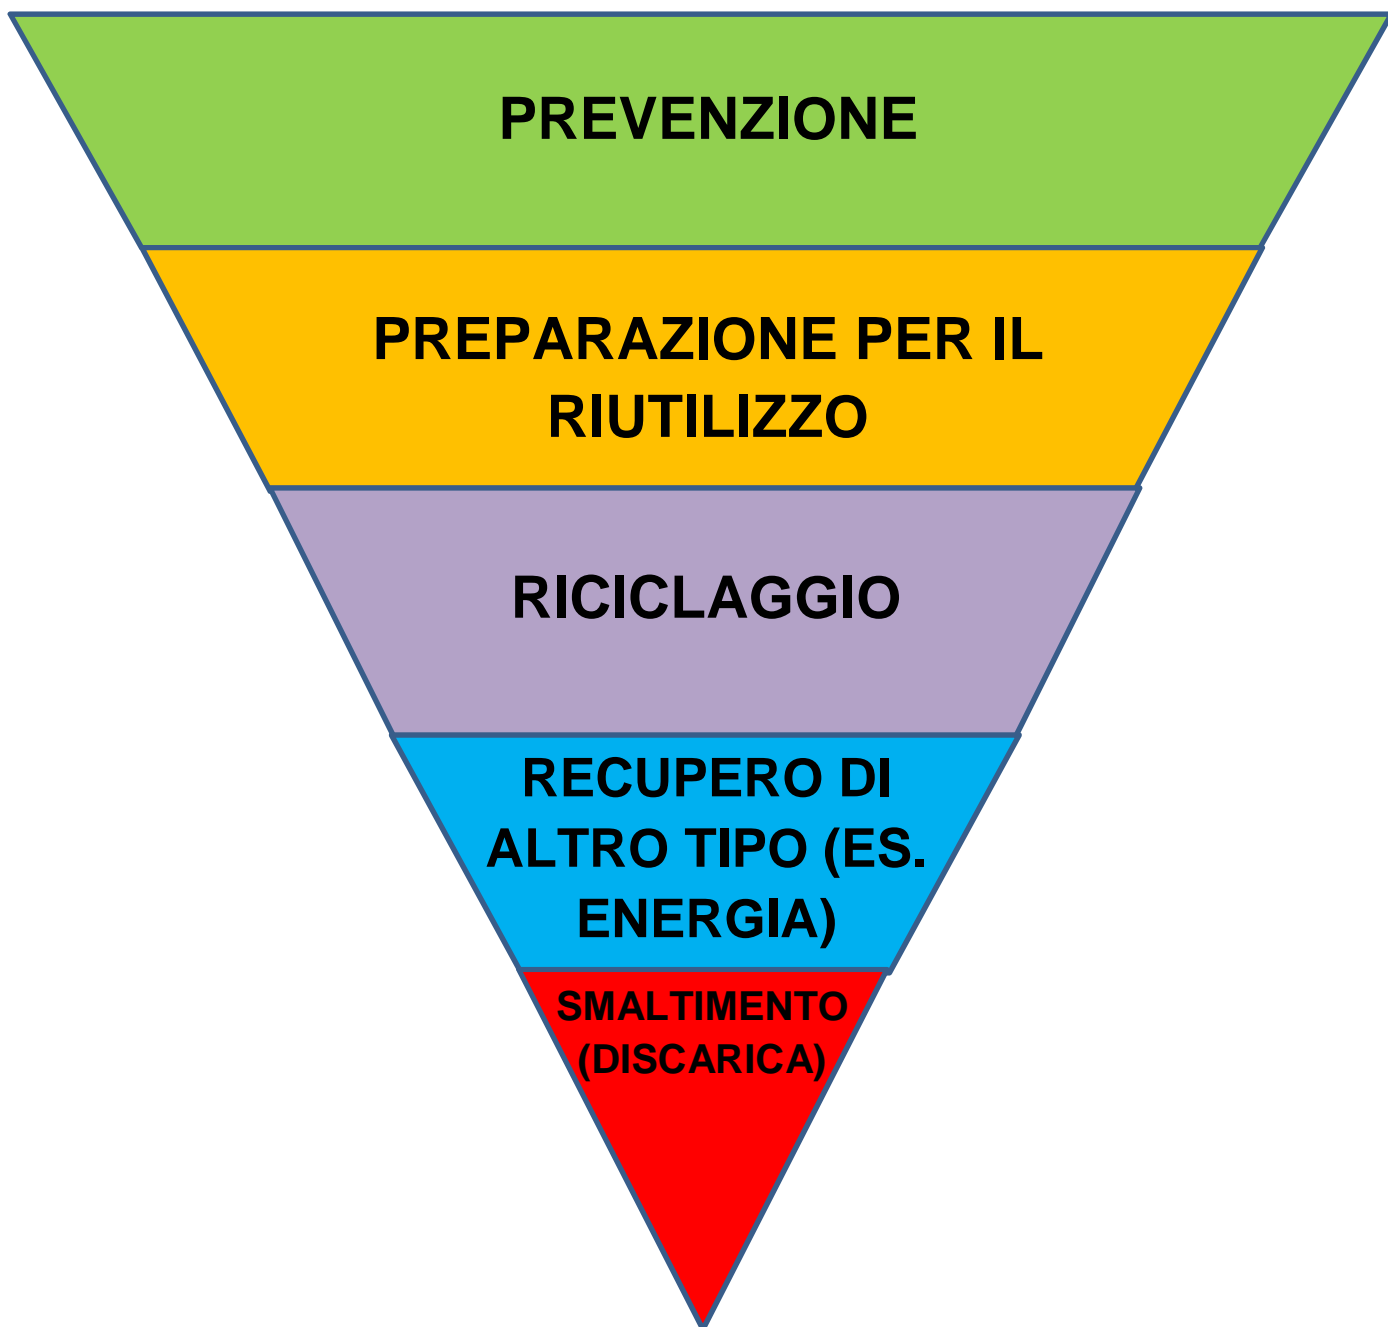 PREVENZIONE
PREPARAZIONE PER IL
RIUTILIZZO
RICICLAGGIO
RECUPERO DI
ALTRO TIPO (ES.
ENERGIA)
SMALTIMENTO
(DISCARICA)